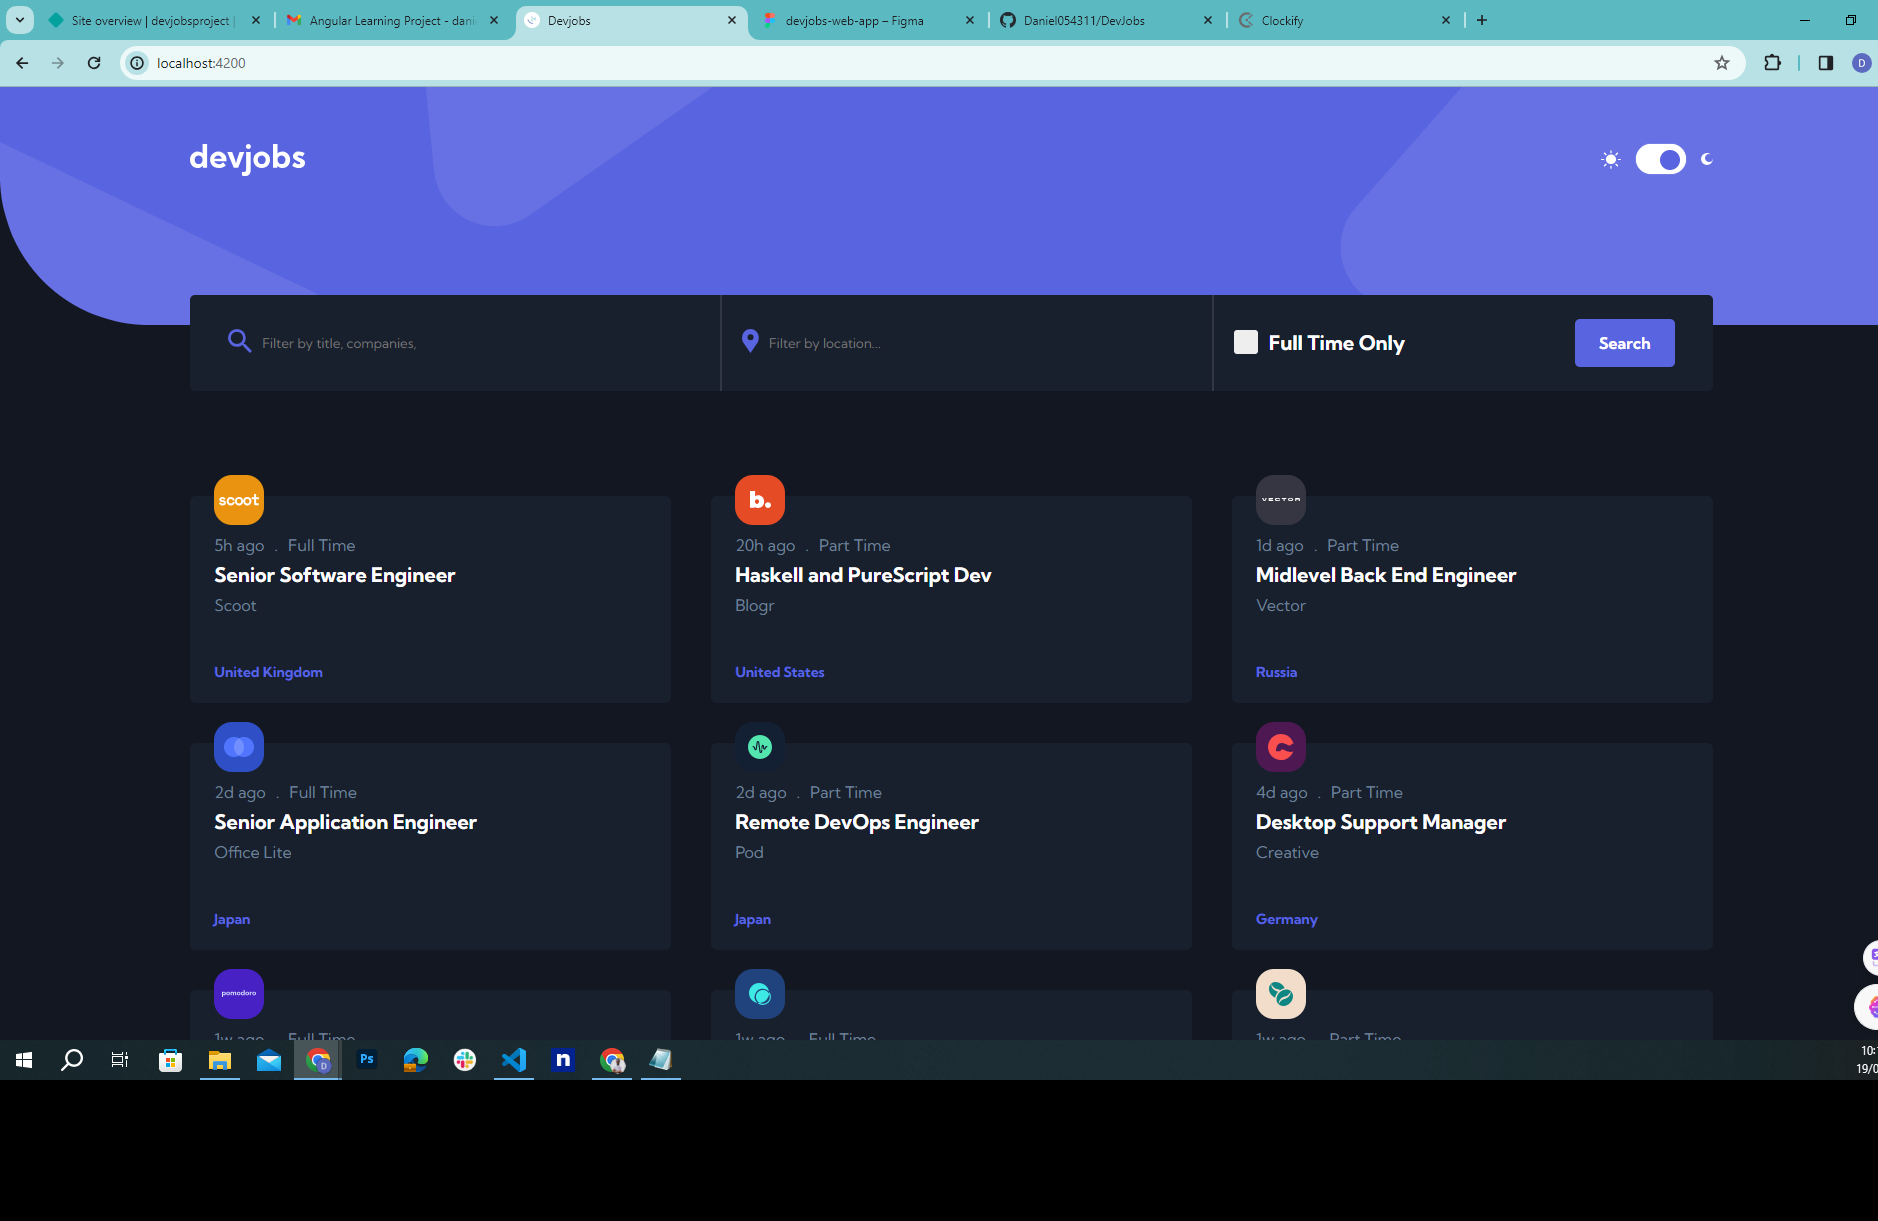 Site overview | devjobsproject |
Angular Learning Project - dani
Devjobs
devjobs-web-app – Figma
Daniel054311/DevJobs
Clockify
localhost:4200
D
devjobs
Filter by title, companies,
Filter by location...
Full Time Only
Search
scoot
5h ago . Full Time
Senior Software Engineer
Scoot
United Kingdom
b.
20h ago . Part Time
Haskell and PureScript Dev
Blogr
United States
VECTOR
1d ago . Part Time
Midlevel Back End Engineer
Vector
Russia
2d ago . Full Time
Senior Application Engineer
Office Lite
Japan
2d ago . Part Time
Remote DevOps Engineer
Pod
Japan
4d ago . Part Time
Desktop Support Manager
Creative
Germany
pomodoro
1w ago . Full Time
1w ago . Full Time
1w ago . Part Time
D
Ps
n
10:
19/0